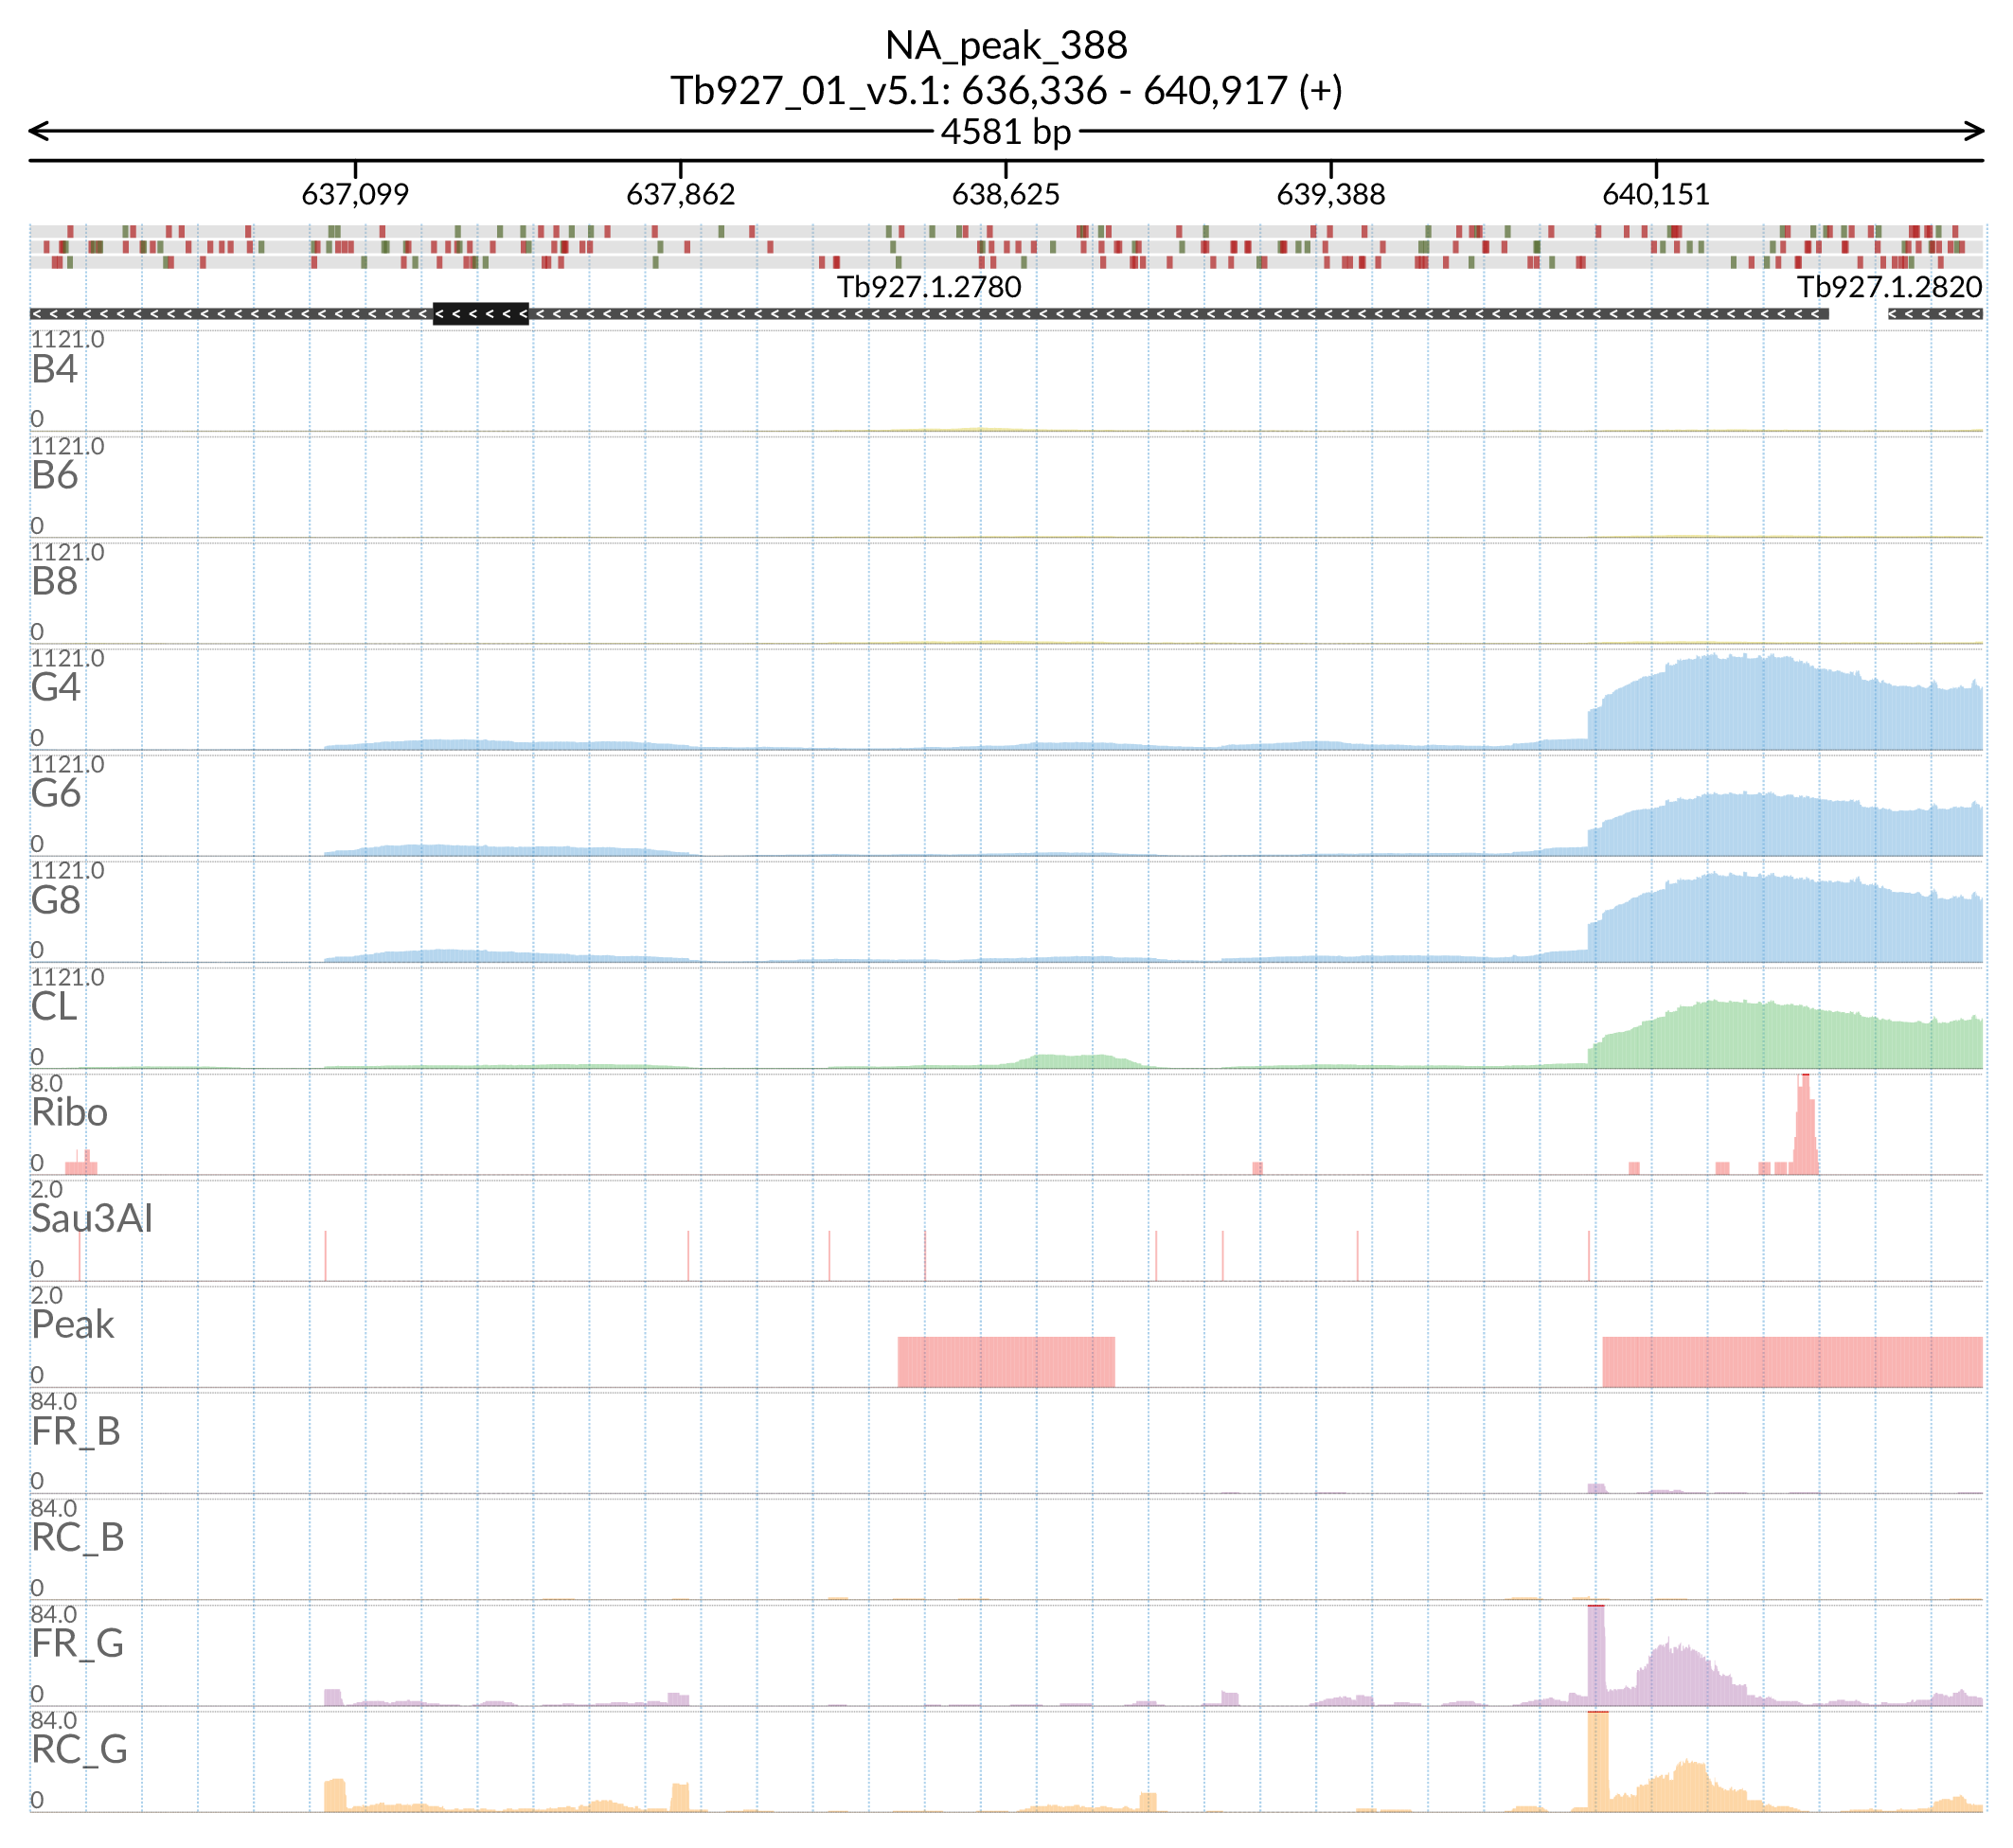 NA_peak_388
Tb927_01_v5.1: 636,336 - 640,917 (+)
4581 bp
637,099 637,862 638,625 639,388 640,151
Tb927.1.2780 Tb927.1.2820
1121.0
B4
0
1121.0
B6
0
1121.0
B8
0
1121.0
G4
0
1121.0
G6
0
1121.0
G8
0
1121.0
CL
0
8.0
Ribo
0
2.0
Sau3AI
0
2.0
Peak
0
84.0
FR_B
0
84.0
RC_B
0
84.0
FR_G
0
84.0
RC_G
0